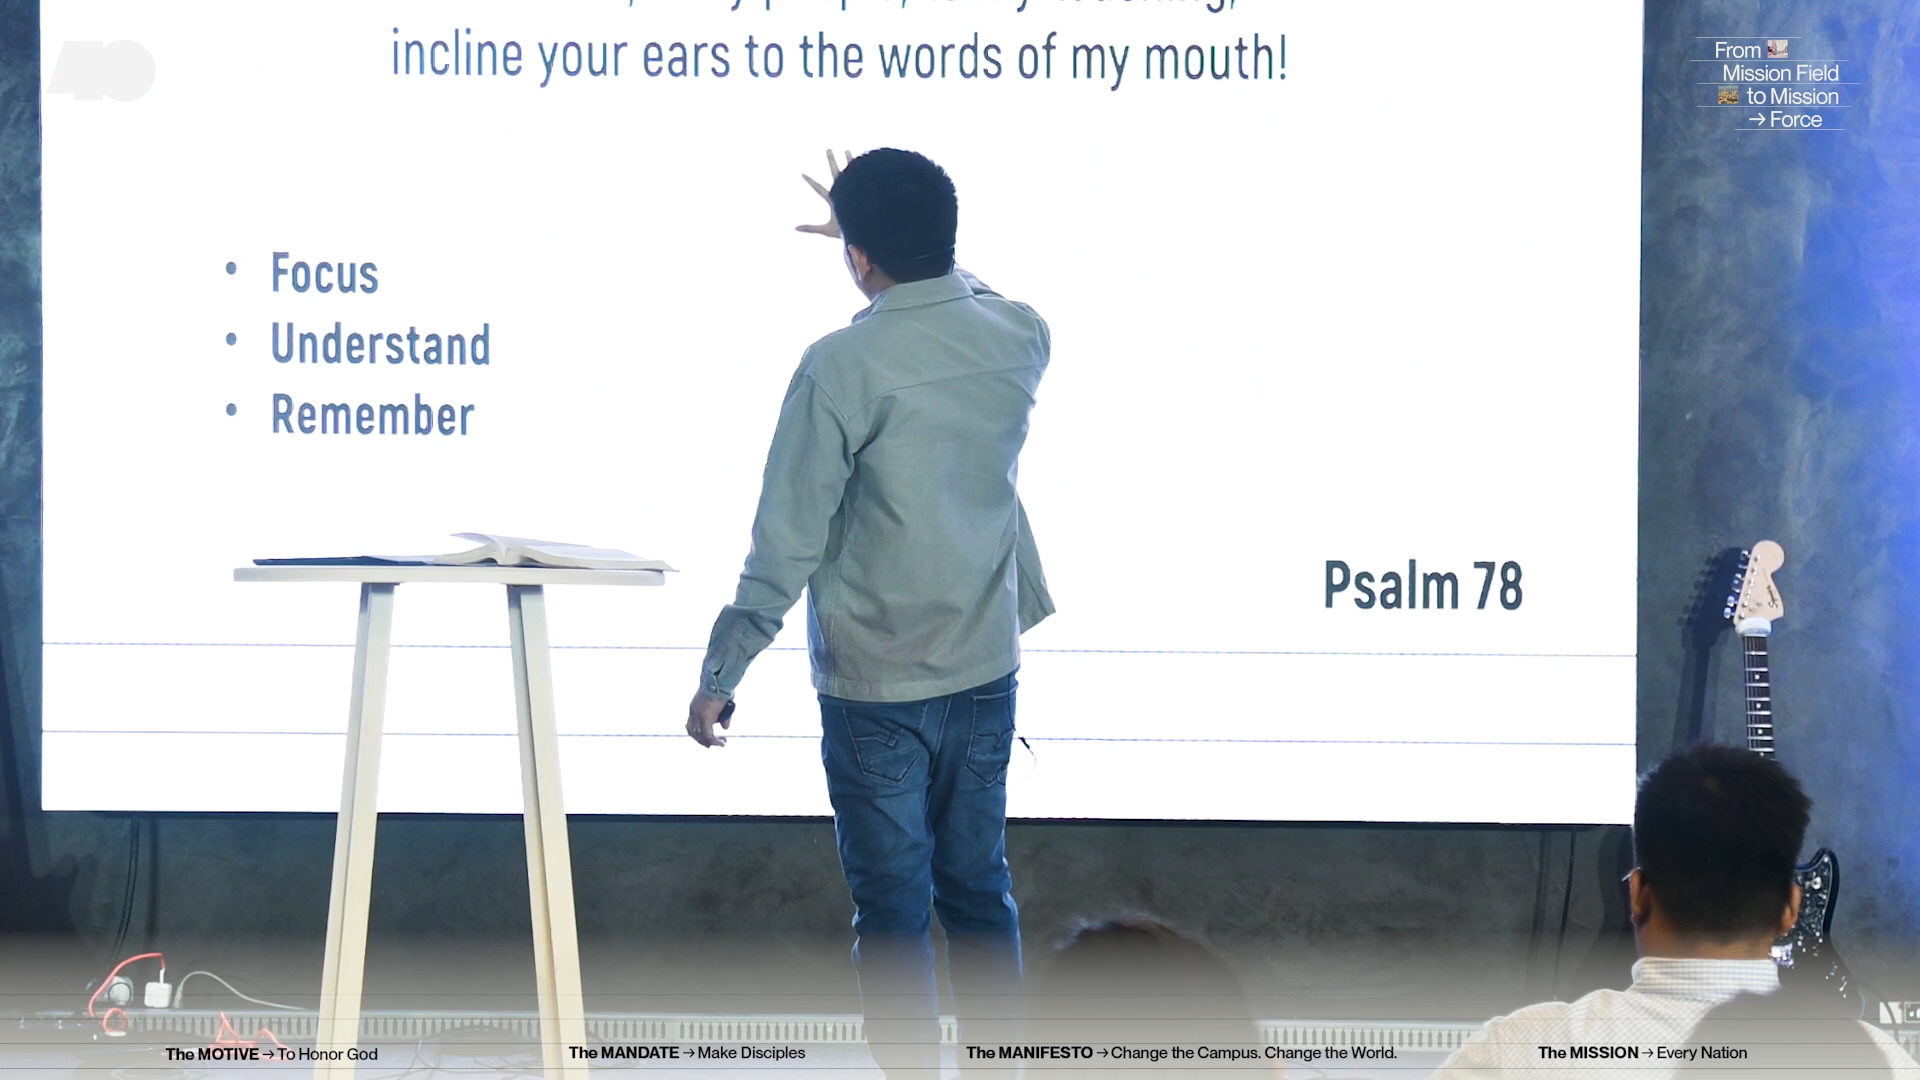 incline your ears to the words of my mouth!
• Focus
• Understand
• Remember
Psalm 78
40
From
Mission Field
to Mission
→ Force
The MOTIVE → To Honor God
The MANDATE → Make Disciples
The MANIFESTO → Change the Campus. Change the World.
The MISSION → Every Nation